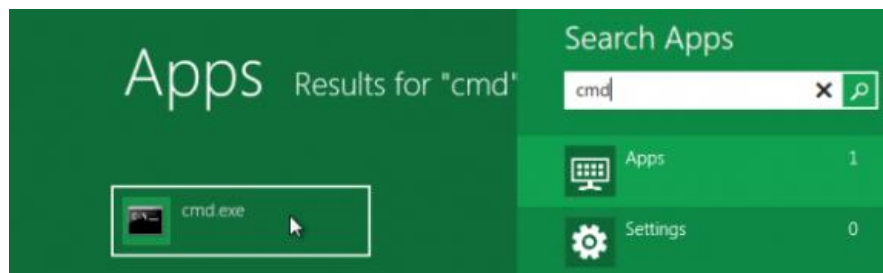 Apps Results for "cmd"
cmd.exe
Search Apps
cmd
Apps 1
Settings 0